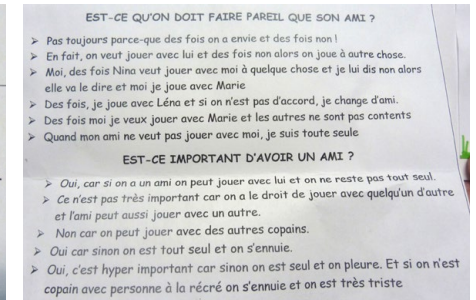 EST-CE QU'ON DOIT FAIRE PAREIL QUE SON AMI ?
➢ Pas toujours parce-que des fois on a envie et des fois non !
➢ En fait, on veut jouer avec lui et des fois non alors on joue à autre chose.
➢ Moi, des fois Nina veut jouer avec moi à quelque chose et je lui dis non alors
elle va le dire et moi je joue avec Marie
➢ Des fois, je joue avec Léna et si on n'est pas d'accord, je change d'ami.
➢ Des fois moi je veux jouer avec Marie et les autres ne sont pas contents
➢ Quand mon ami ne veut pas jouer avec moi, je suis toute seule
EST-CE IMPORTANT D'AVOIR UN AMI ?
➢ Oui, car si on a un ami on peut jouer avec lui et on ne reste pas tout seul.
➢ Ce n'est pas très important car on a le droit de jouer avec quelqu'un d'autre
et l'ami peut aussi jouer avec un autre.
➢ Non car on peut jouer avec des autres copains.
➢ Oui car sinon on est tout seul et on s'ennuie.
➢ Oui, c'est hyper important car sinon on est seul et on pleure. Et si on n'est
copain avec personne à la récré on s'ennuie et on est très triste